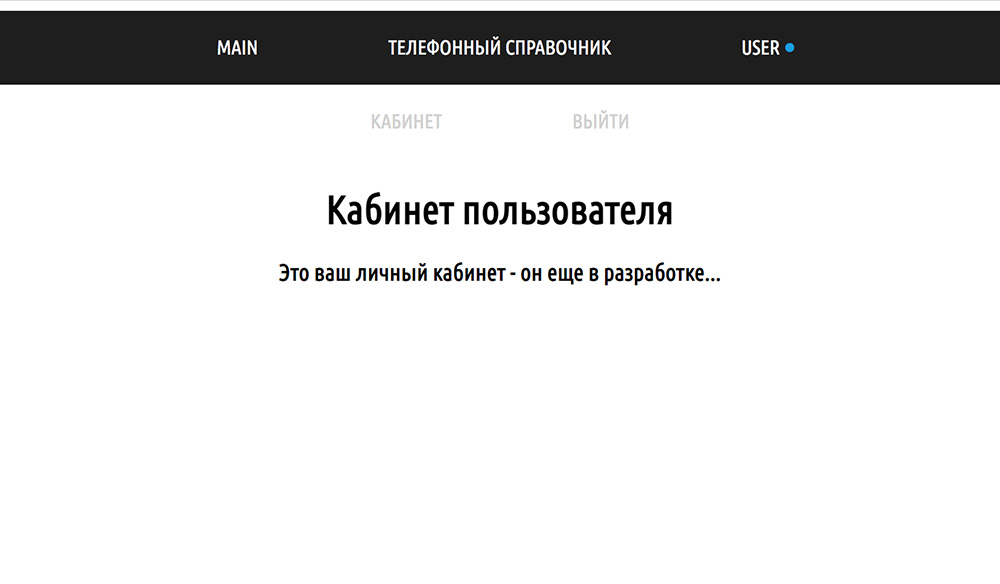 MAIN ТЕЛЕФОННЫЙ СПРАВОЧНИК USER
КАБИНЕТ ВЫЙТИ
Кабинет пользователя
Это ваш личный кабинет - он еще в разработке...